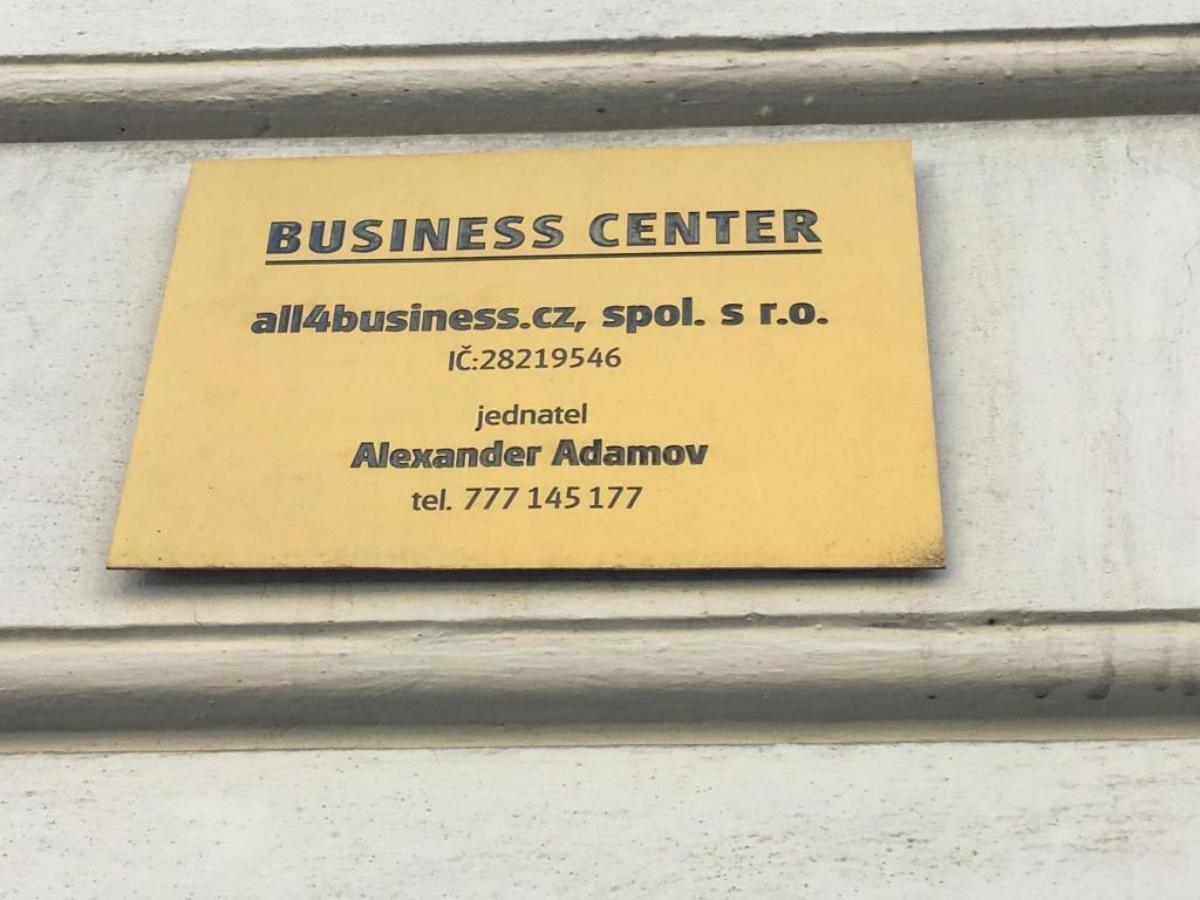 BUSINESS CENTER
all4business.cz, spol. s r.o.
IČ:28219546
jednatel
Alexander Adamov
tel. 777 145 177